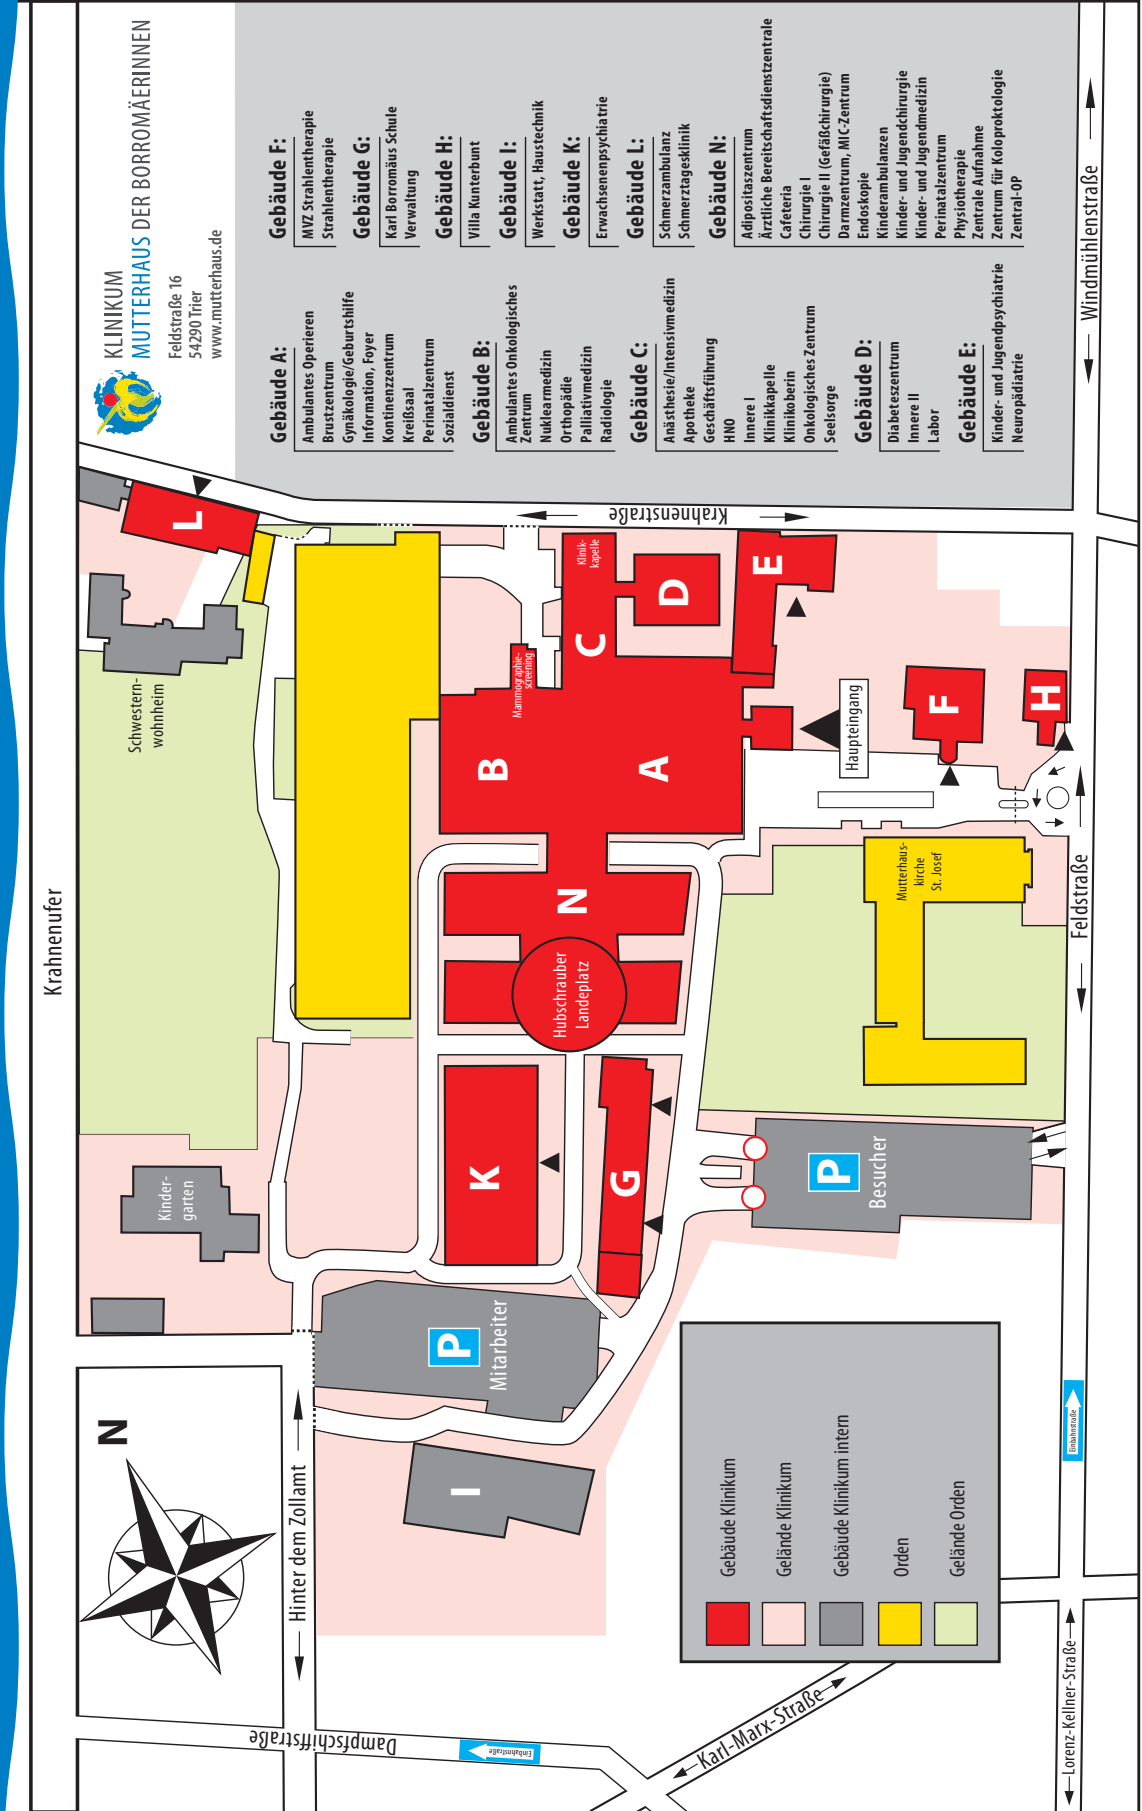 KLINIKUM
MUTTERHAUS DER BORROMÄERINNEN
Feldstraße 16
54290 Trier
www.mutterhaus.de
Gebäude A:
Ambulantes Operieren
Brustzentrum
Gynäkologie/Geburtshilfe
Information, Foyer
Kontinenzzentrum
Kreißsaal
Perinatalzentrum
Sozialdienst
Gebäude B:
Ambulantes Onkologisches
Zentrum
Nuklearmedizin
Orthopädie
Palliativmedizin
Radiologie
Gebäude C:
Anästhesie/Intensivmedizin
Apotheke
Geschäftsführung
HNO
Innere I
Klinikkapelle
Klinikoberin
Onkologisches Zentrum
Seelsorge
Gebäude D:
Diabeteszentrum
Innere II
Labor
Gebäude E:
Kinder- und Jugendpsychiatrie
Neuropädiatrie
Gebäude F:
MVZ Strahlentherapie
Strahlentherapie
Gebäude G:
Karl Borromäus Schule
Verwaltung
Gebäude H:
Villa Kunterbunt
Gebäude I:
Werkstatt, Haustechnik
Gebäude K:
Erwachsenenpsychiatrie
Gebäude L:
Schmerzambulanz
Schmerztagesklinik
Gebäude N:
Adipositaszentrum
Ärztliche Bereitschaftsdienstzentrale
Cafeteria
Chirurgie I
Chirurgie II (Gefäßchirurgie)
Darmzentrum, MIC-Zentrum
Endoskopie
Kinderambulanzen
Kinder- und Jugendchirurgie
Kinder- und Jugendmedizin
Perinatalzentrum
Physiotherapie
Zentrale Aufnahme
Zentrum für Koloproktologie
Zentral-OP
Krahnenufer
Windmühlenstraße
Krahnenstraße
L
Schwestern-
wohnheim
Klinik-
kapelle
C
D
E
Mammographie-
screening
B
A
Haupteingang
F
H
N
Hubschrauber
Landeplatz
Mutterhaus-
kirche
St. Josef
Feldstraße
Kinder-
garten
K
G
P
Besucher
P
Mitarbeiter
I
N
Hinter dem Zollamt
Dampfschiffstraße
Einbahnstraße
Karl-Marx-Straße
Lorenz-Kellner-Straße
Einbahnstraße
Gebäude Klinikum
Gelände Klinikum
Gebäude Klinikum intern
Orden
Gelände Orden